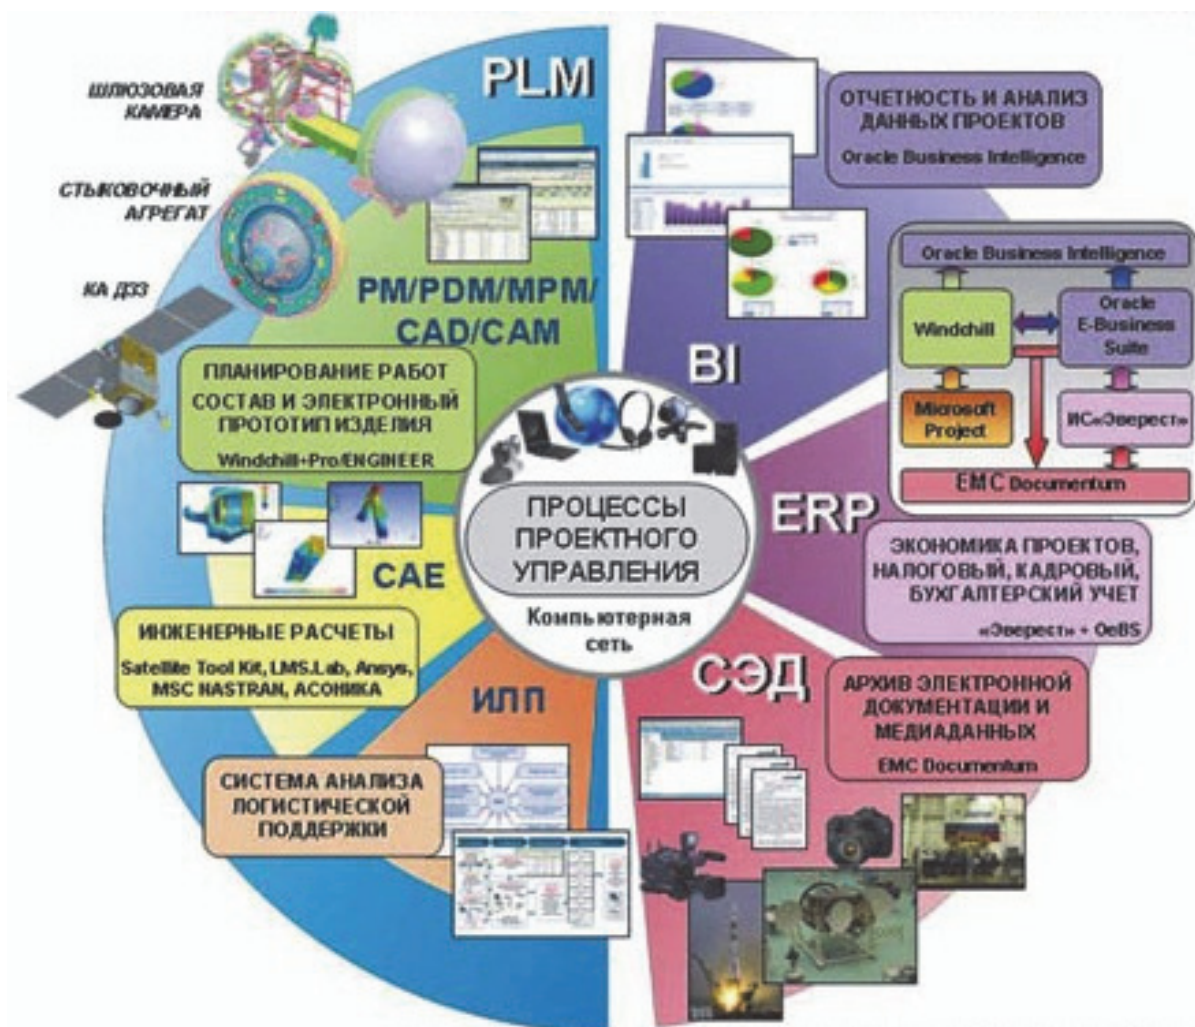 PLM
ШЛЮЗОВАЯ
КАМЕРА
СТЫКОВОЧНЫЙ
АГРЕГАТ
КА ДЗЗ
PM/PDM/MPM/
CAD/CAM
ПЛАНИРОВАНИЕ РАБОТ
СОСТАВ И ЭЛЕКТРОННЫЙ
ПРОТОТИП ИЗДЕЛИЯ
Windchill+Pro/ENGINEER
CAE
ИНЖЕНЕРНЫЕ РАСЧЕТЫ
Satellite Tool Kit, LMS.Lab, Ansys,
MSC NASTRAN, АСОНИКА
ИЛП
СИСТЕМА АНАЛИЗА
ЛОГИСТИЧЕСКОЙ
ПОДДЕРЖКИ
ПРОЦЕССЫ
ПРОЕКТНОГО
УПРАВЛЕНИЯ
Компьютерная
сеть
BI
ОТЧЕТНОСТЬ И АНАЛИЗ
ДАННЫХ ПРОЕКТОВ
Oracle Business Intelligence
Oracle Business Intelligence
Windchill
Oracle
E-Business
Suite
Microsoft
Project
ИС«Эверест»
EMC Documentum
ERP
ЭКОНОМИКА ПРОЕКТОВ,
НАЛОГОВЫЙ, КАДРОВЫЙ,
БУХГАЛТЕРСКИЙ УЧЕТ
«Эверест» + OeBS
СЭД
АРХИВ ЭЛЕКТРОННОЙ
ДОКУМЕНТАЦИИ И
МЕДИАДАННЫХ
EMC Documentum